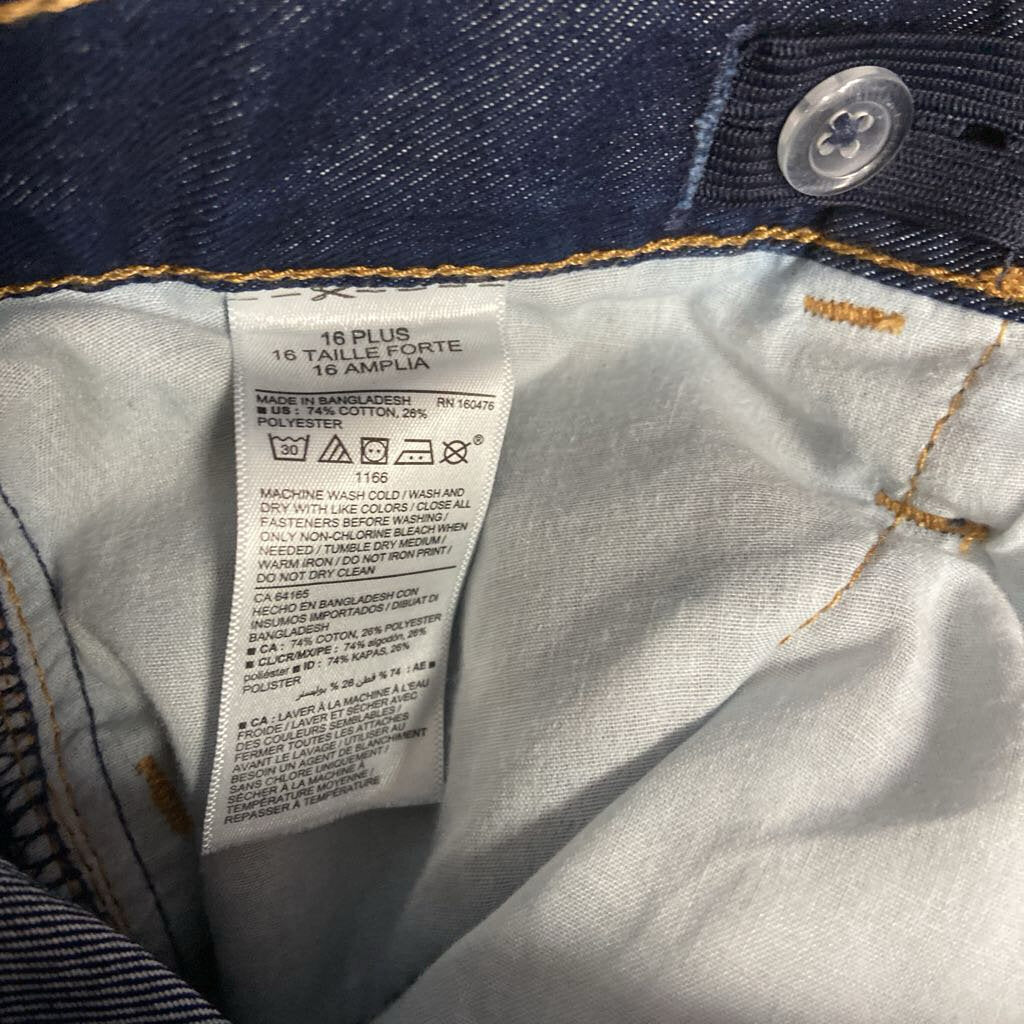 16 PLUS
16 TAILLE FORTE
16 AMPLIA
MADE IN BANGLADESH RN 160476
■ US : 74% COTTON, 26%
POLYESTER
30 ®
1166
MACHINE WASH COLD / WASH AND
DRY WITH LIKE COLORS / CLOSE ALL
FASTENERS BEFORE WASHING /
ONLY NON-CHLORINE BLEACH WHEN
NEEDED / TUMBLE DRY MEDIUM /
WARM IRON / DO NOT IRON PRINT /
DO NOT DRY CLEAN
CA 64165
HECHO EN BANGLADESH CON
INSUMOS IMPORTADOS / DIBUAT DI
BANGLADESH
■ CA : 74% COTON, 26% POLYESTER
■ CL/CR/MX/PE : 74% algodón, 26%
poliéster ■ ID : 74% KAPAS, 26%
POLISTER
■ AE : 74 % قطن 26 % بوليستر
■ CA : LAVER À LA MACHINE À L'EAU
FROIDE / LAVER ET SÉCHER AVEC
DES COULEURS SEMBLABLES /
FERMER TOUTES LES ATTACHES
AVANT LE LAVAGE / UTILISER AU
BESOIN UN AGENT DE BLANCHIMENT
SANS CHLORE UNIQUEMENT /
SÉCHER À LA MACHINE À
TEMPÉRATURE MOYENNE /
REPASSER À TEMPÉRATURE